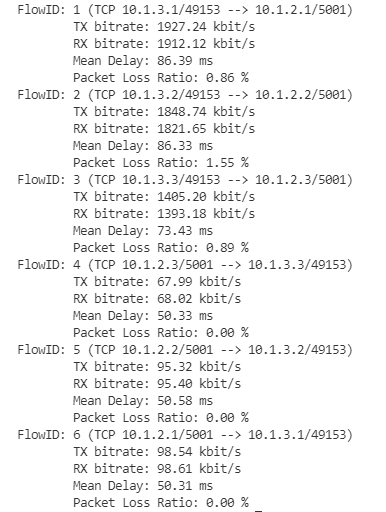 FlowID: 1 (TCP 10.1.3.1/49153 --> 10.1.2.1/5001)
TX bitrate: 1927.24 kbit/s
RX bitrate: 1912.12 kbit/s
Mean Delay: 86.39 ms
Packet Loss Ratio: 0.86 %
FlowID: 2 (TCP 10.1.3.2/49153 --> 10.1.2.2/5001)
TX bitrate: 1848.74 kbit/s
RX bitrate: 1821.65 kbit/s
Mean Delay: 86.33 ms
Packet Loss Ratio: 1.55 %
FlowID: 3 (TCP 10.1.3.3/49153 --> 10.1.2.3/5001)
TX bitrate: 1405.20 kbit/s
RX bitrate: 1393.18 kbit/s
Mean Delay: 73.43 ms
Packet Loss Ratio: 0.89 %
FlowID: 4 (TCP 10.1.2.3/5001 --> 10.1.3.3/49153)
TX bitrate: 67.99 kbit/s
RX bitrate: 68.02 kbit/s
Mean Delay: 50.33 ms
Packet Loss Ratio: 0.00 %
FlowID: 5 (TCP 10.1.2.2/5001 --> 10.1.3.2/49153)
TX bitrate: 95.32 kbit/s
RX bitrate: 95.40 kbit/s
Mean Delay: 50.58 ms
Packet Loss Ratio: 0.00 %
FlowID: 6 (TCP 10.1.2.1/5001 --> 10.1.3.1/49153)
TX bitrate: 98.54 kbit/s
RX bitrate: 98.61 kbit/s
Mean Delay: 50.31 ms
Packet Loss Ratio: 0.00 %